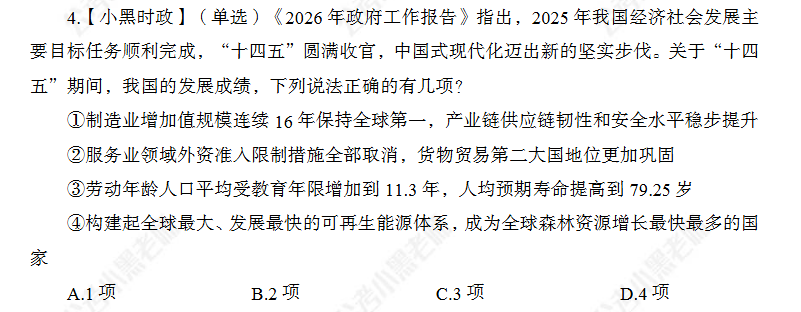 4.【小黑时政】（单选）《2026 年政府工作报告》指出，2025 年我国经济社会发展主
要目标任务顺利完成，“十四五”圆满收官，中国式现代化迈出新的坚实步伐。关于“十四
五”期间，我国的发展成绩，下列说法正确的有几项？
①制造业增加值规模连续 16 年保持全球第一，产业链供应链韧性和安全水平稳步提升
②服务业领域外资准入限制措施全部取消，货物贸易第二大国地位更加巩固
③劳动年龄人口平均受教育年限增加到 11.3 年，人均预期寿命提高到 79.25 岁
④构建起全球最大、发展最快的可再生能源体系，成为全球森林资源增长最快最多的国
家
A.1 项 B.2 项 C.3 项 D.4 项